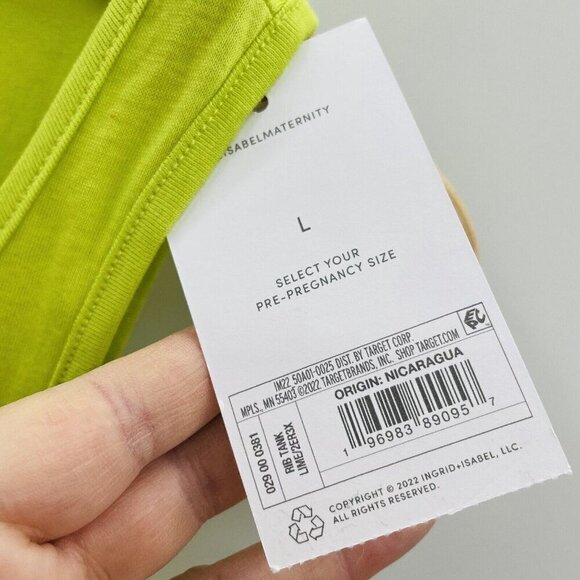 ISABELMATERNITY
L
SELECT YOUR
PRE-PREGNANCY SIZE
IM22 50A01-0025 DIST. BY TARGET CORP.
MPLS., MN 55403 ©2022 TARGETBRANDS, INC. SHOP TARGET.COM
029 00 0381
RIB TANK
LIME/2ER3X
ORIGIN: NICARAGUA
1 96983 89095 7
COPYRIGHT © 2022 INGRID+ISABEL, LLC.
ALL RIGHTS RESERVED.